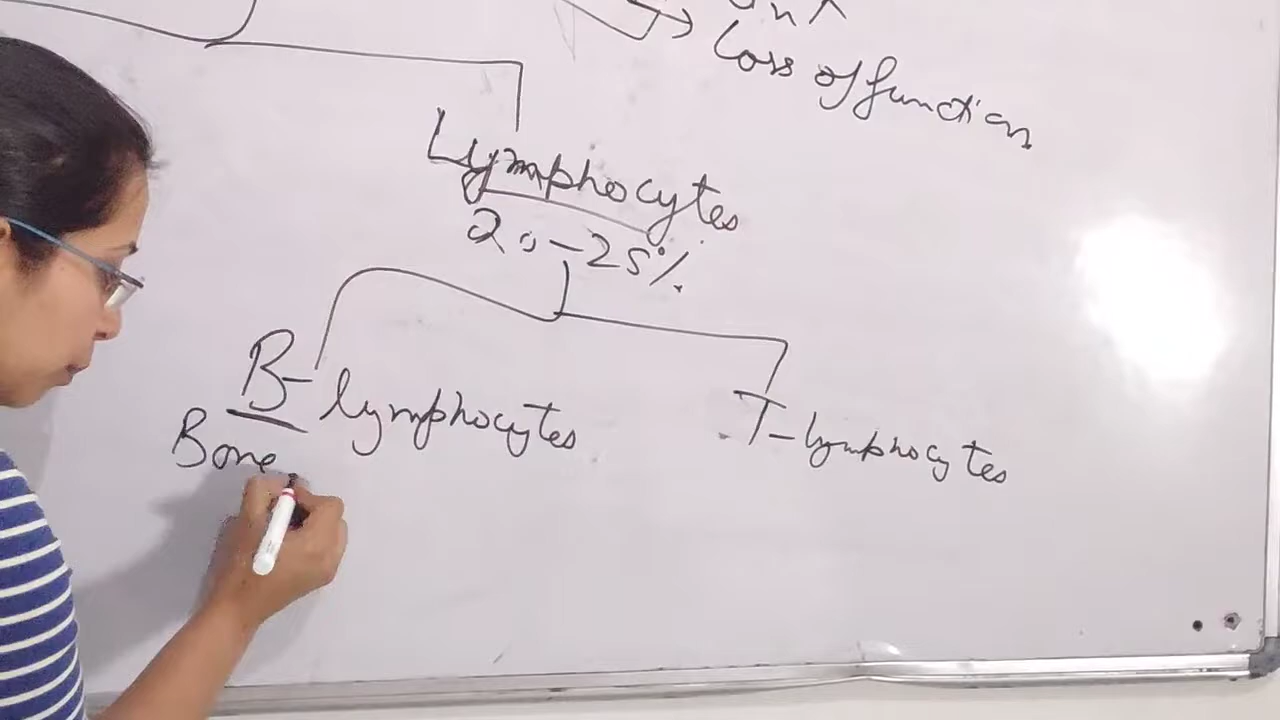 Loss of function
Lymphocytes
20-25%
B-lymphocytes
T-lymphocytes
Bone